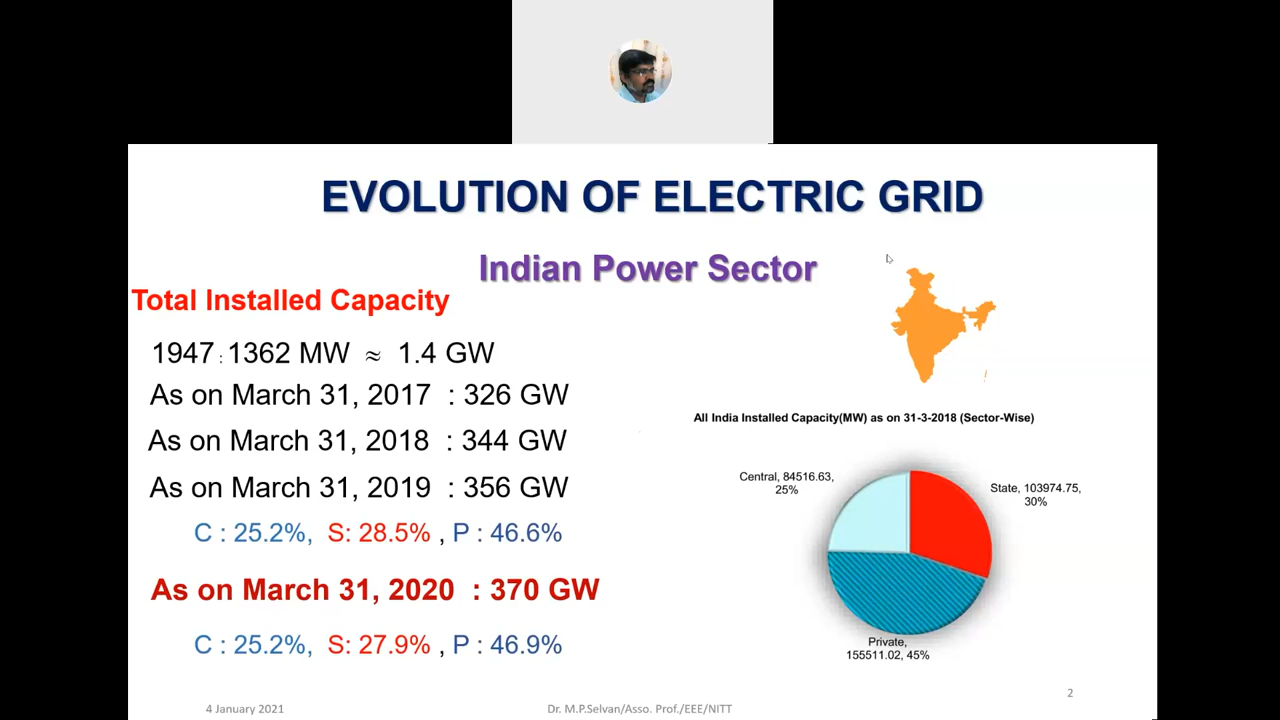 EVOLUTION OF ELECTRIC GRID
Indian Power Sector
Total Installed Capacity
1947 : 1362 MW ≈ 1.4 GW
As on March 31, 2017 : 326 GW
As on March 31, 2018 : 344 GW
As on March 31, 2019 : 356 GW
C : 25.2%, S: 28.5% , P : 46.6%
As on March 31, 2020 : 370 GW
C : 25.2%, S: 27.9% , P : 46.9%
All India Installed Capacity(MW) as on 31-3-2018 (Sector-Wise)
Central, 84516.63,
25%
State, 103974.75,
30%
Private,
155511.02, 45%
4 January 2021
Dr. M.P.Selvan/Asso. Prof./EEE/NITT
2